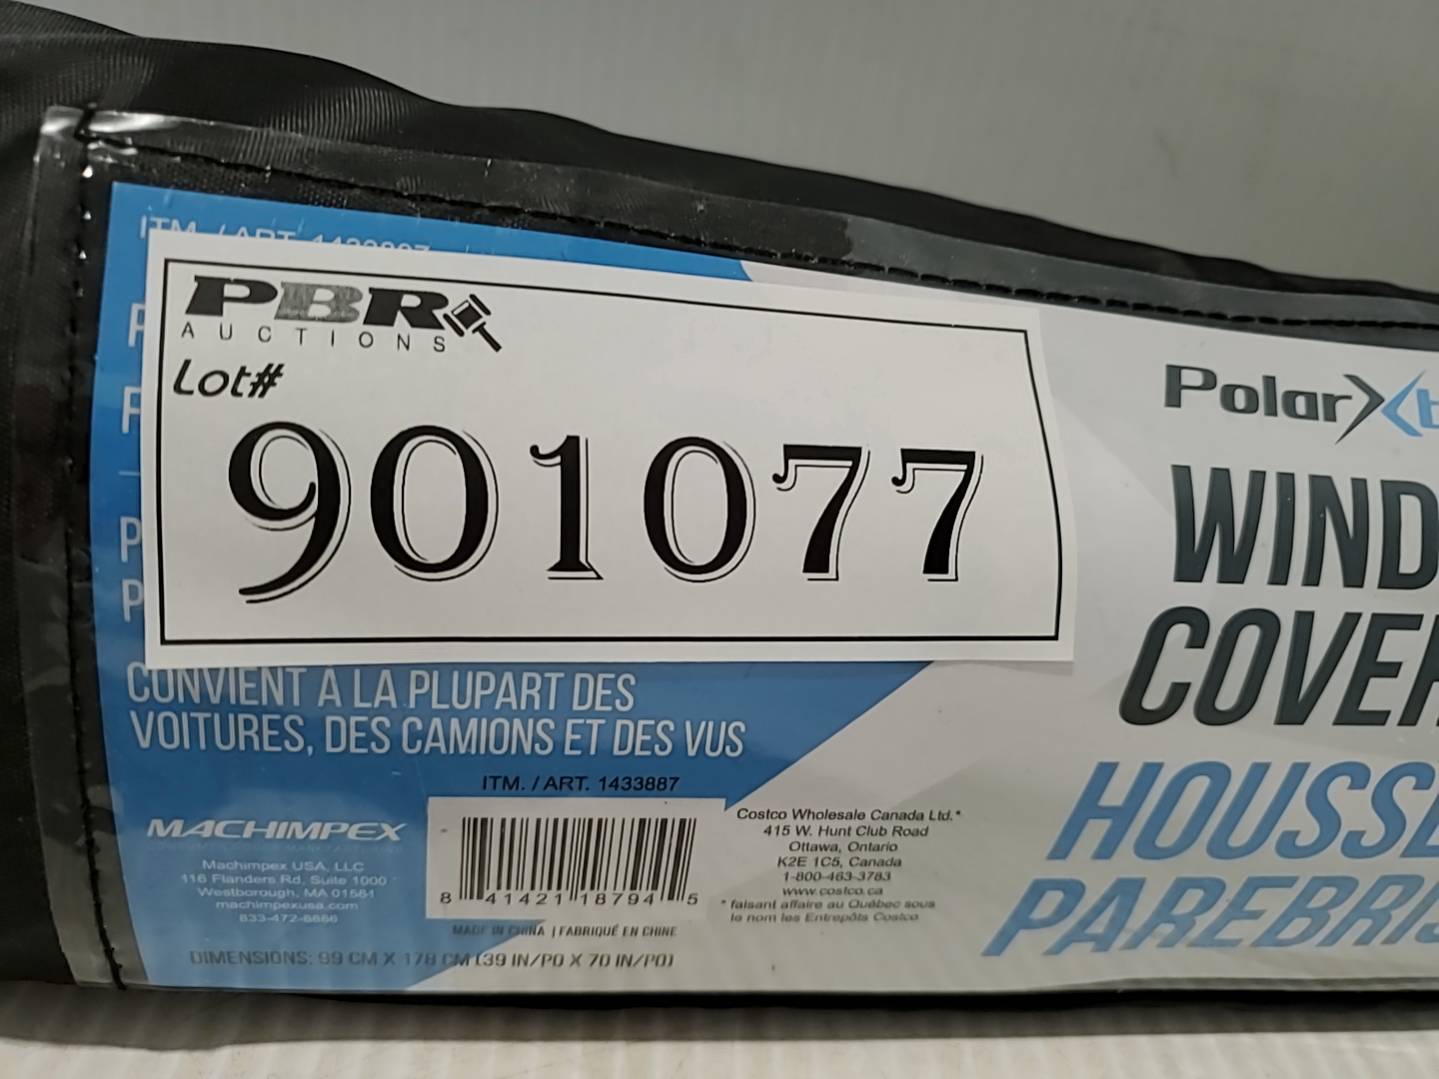 ITM. / ART. 1433887
PBR
AUCTIONS
Lot#
901077
CONVIENT À LA PLUPART DES
VOITURES, DES CAMIONS ET DES VUS
ITM. / ART. 1433887
MACHIMPEX
Machimpex USA, LLC
116 Flanders Rd, Suite 1000
Westborough, MA 01581
machimpexusa.com
833-472-6866
8 41421 18794 5
MADE IN CHINA | FABRIQUÉ EN CHINE
DIMENSIONS: 99 CM X 178 CM (39 IN/PO X 70 IN/PO)
Costco Wholesale Canada Ltd.*
415 W. Hunt Club Road
Ottawa, Ontario
K2E 1C5, Canada
1-800-463-3783
www.costco.ca
* faisant affaire au Québec sous
le nom les Entrepôts Costco
Polar
WIND
COVER
HOUSSE
PAREBRIS